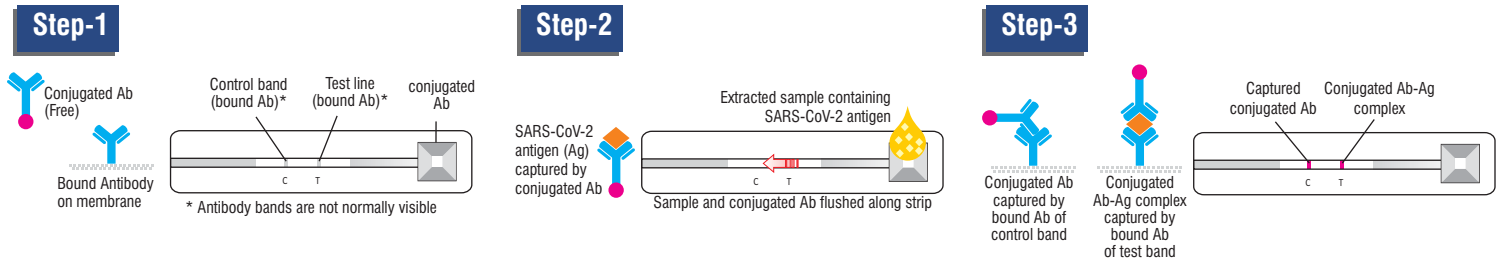 Step-1
Conjugated Ab
(Free)
Bound Antibody
on membrane
Control band
(bound Ab)*
Test line
(bound Ab)*
conjugated
Ab
C T
* Antibody bands are not normally visible
Step-2
SARS-CoV-2
antigen (Ag)
captured by
conjugated Ab
Extracted sample containing
SARS-CoV-2 antigen
C T
Sample and conjugated Ab flushed along strip
Step-3
Conjugated Ab
captured by
bound Ab of
control band
Conjugated
Ab-Ag complex
captured by
bound Ab
of test band
Captured
conjugated Ab
Conjugated Ab-Ag
complex
C T